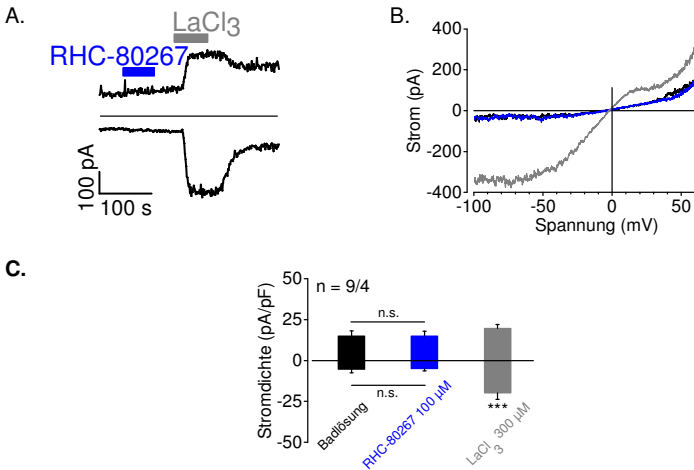 A.
LaCl3
RHC-80267
100 pA
100 s
B.
Strom (pA)
400
200
0
-200
-400
-100
-50
0
50
Spannung (mV)
C.
Stromdichte (pA/pF)
50
25
0
-25
-50
n = 9/4
n.s.
n.s.
***
Badlösung
RHC-80267 100 µM
LaCl3 300 µM